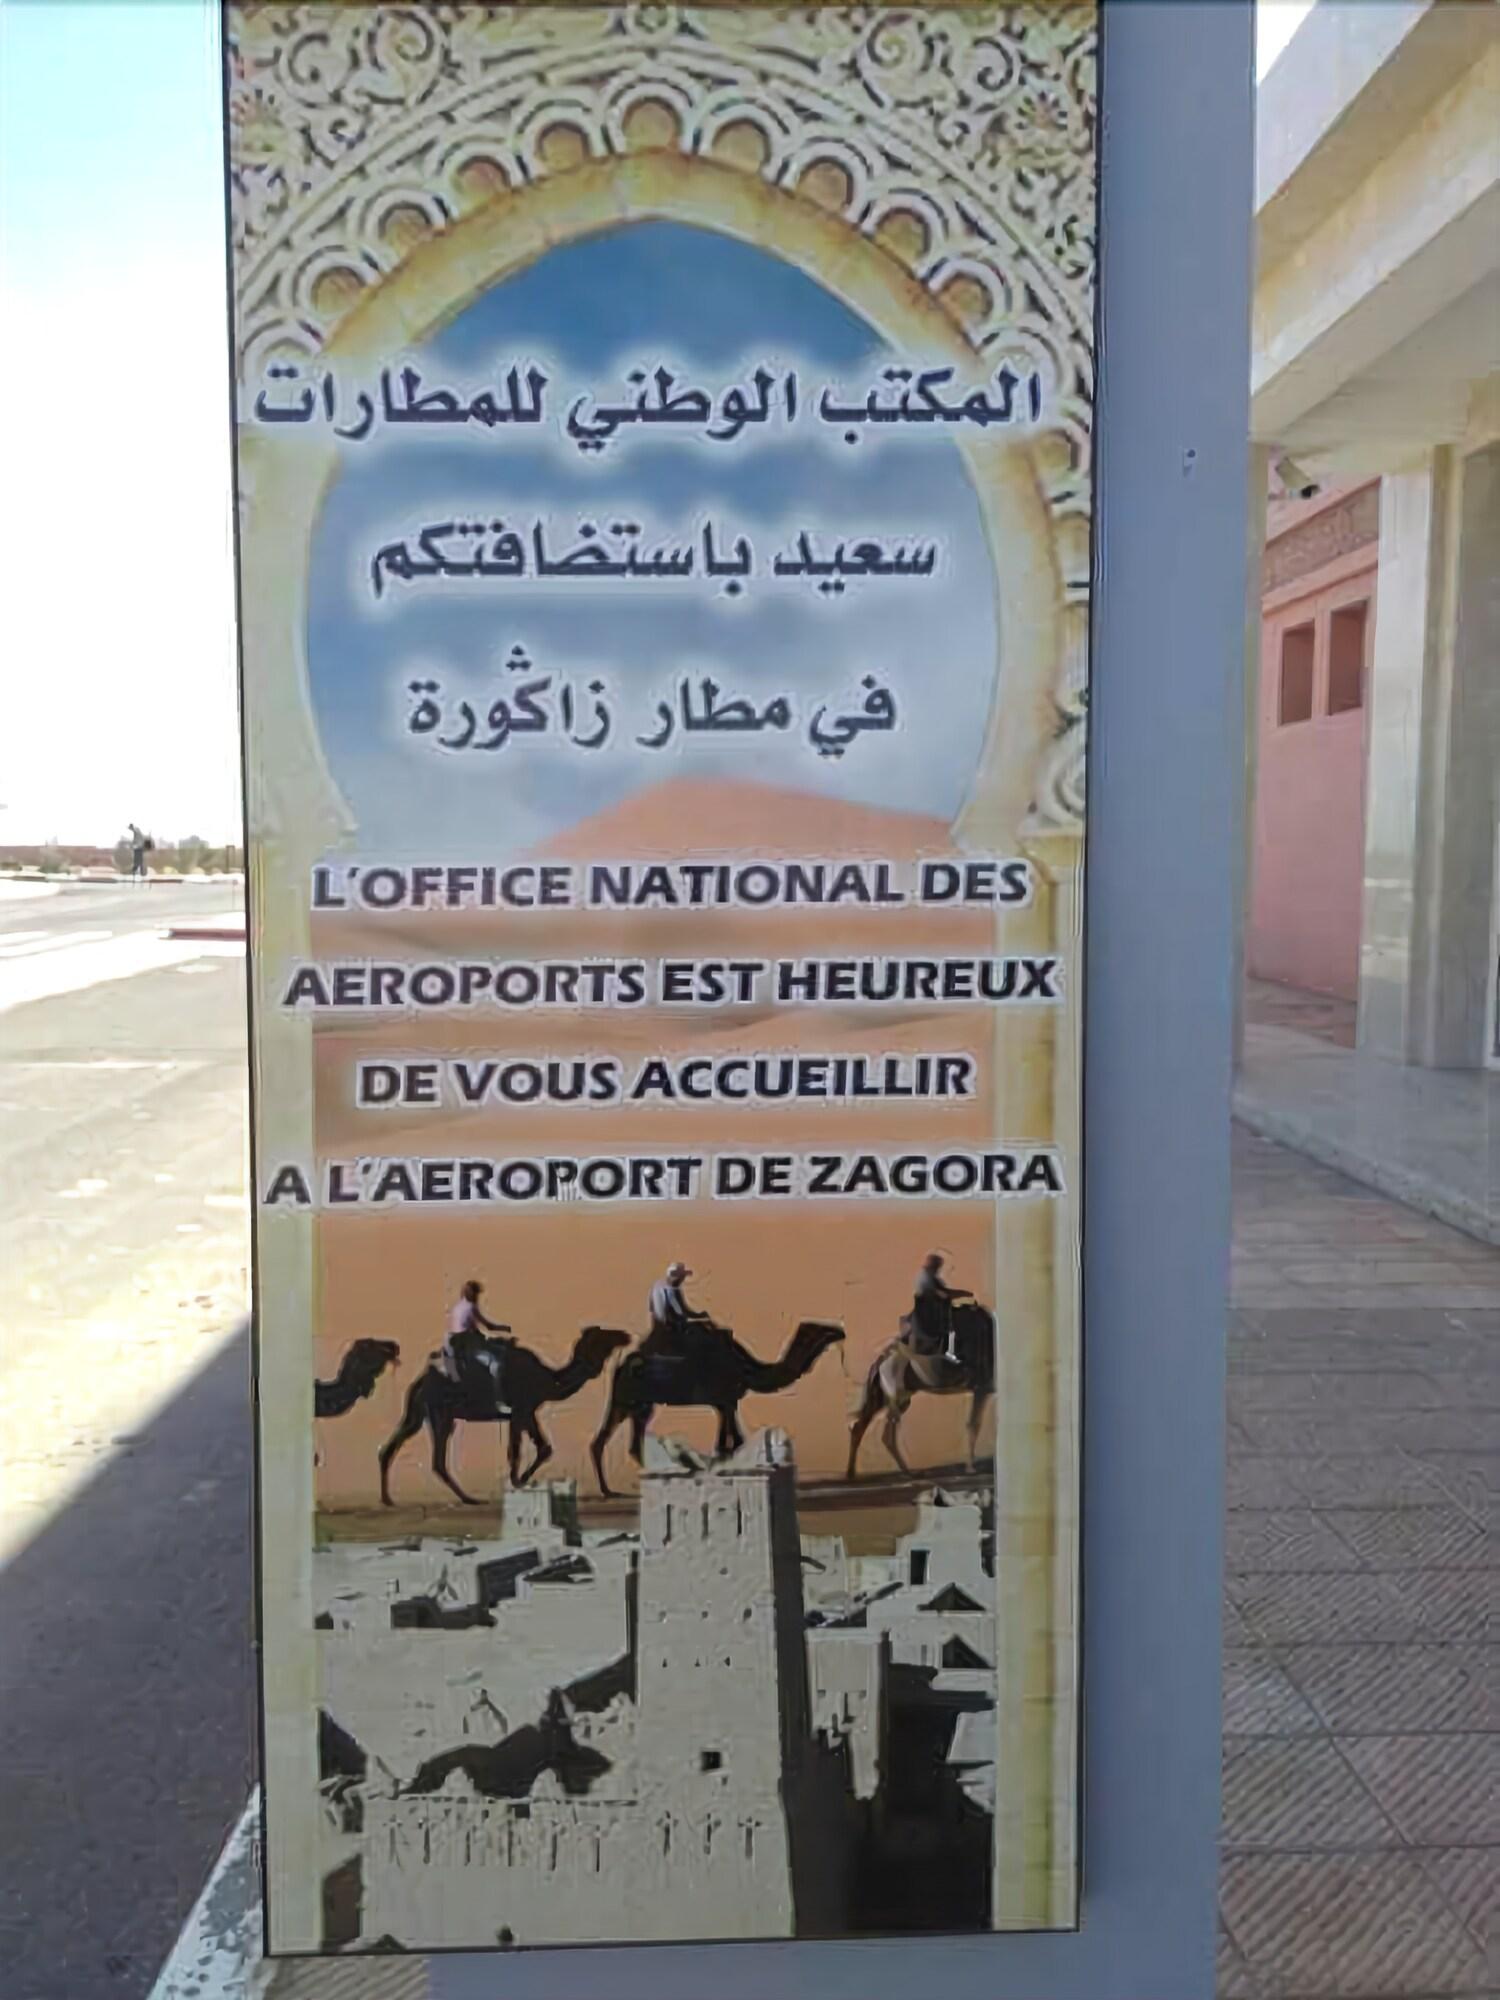 المكتب الوطني للمطارات
سعيد باستضافتكم
في مطار زاڭورة
L'OFFICE NATIONAL DES
AEROPORTS EST HEUREUX
DE VOUS ACCUEILLIR
A L'AEROPORT DE ZAGORA